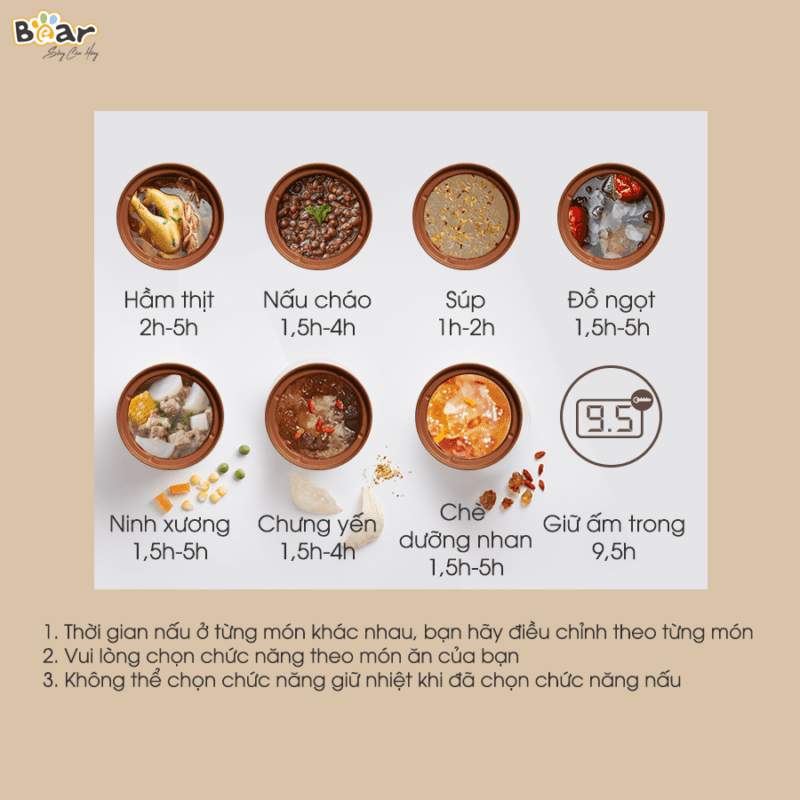 Bear
Sống Cân Hứng
Hầm thịt
2h-5h
Nấu cháo
1,5h-4h
Súp
1h-2h
Đồ ngọt
1,5h-5h
9.5
Ninh xương
1,5h-5h
Chưng yến
1,5h-4h
Chè
dưỡng nhan
1,5h-5h
Giữ ấm trong
9,5h
1. Thời gian nấu ở từng món khác nhau, bạn hãy điều chỉnh theo từng món
2. Vui lòng chọn chức năng theo món ăn của bạn
3. Không thể chọn chức năng giữ nhiệt khi đã chọn chức năng nấu